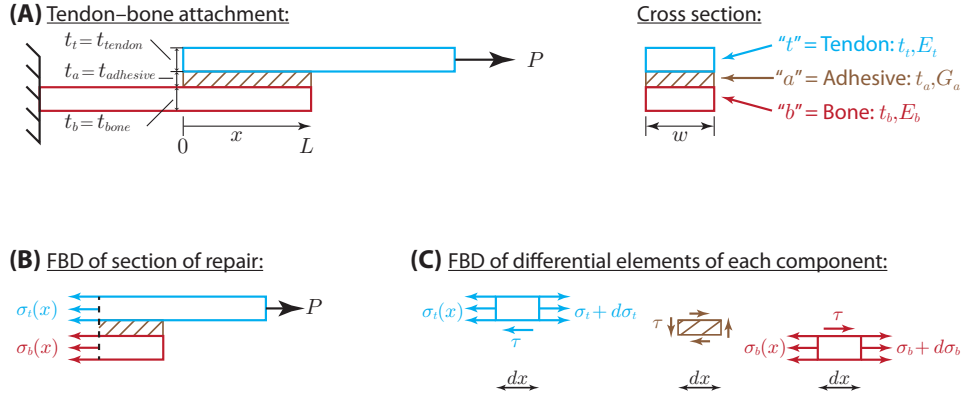 (A) Tendon–bone attachment:
Cross section:
t_t = t_tendon
t_a = t_adhesive
t_b = t_bone
P
x
0
L
w
"t" = Tendon: t_t, E_t
"a" = Adhesive: t_a, G_a
"b" = Bone: t_b, E_b
(B) FBD of section of repair:
σ_t(x)
σ_b(x)
P
(C) FBD of differential elements of each component:
σ_t(x)
σ_t + dσ_t
τ
dx
τ
dx
τ
σ_b(x)
σ_b + dσ_b
dx